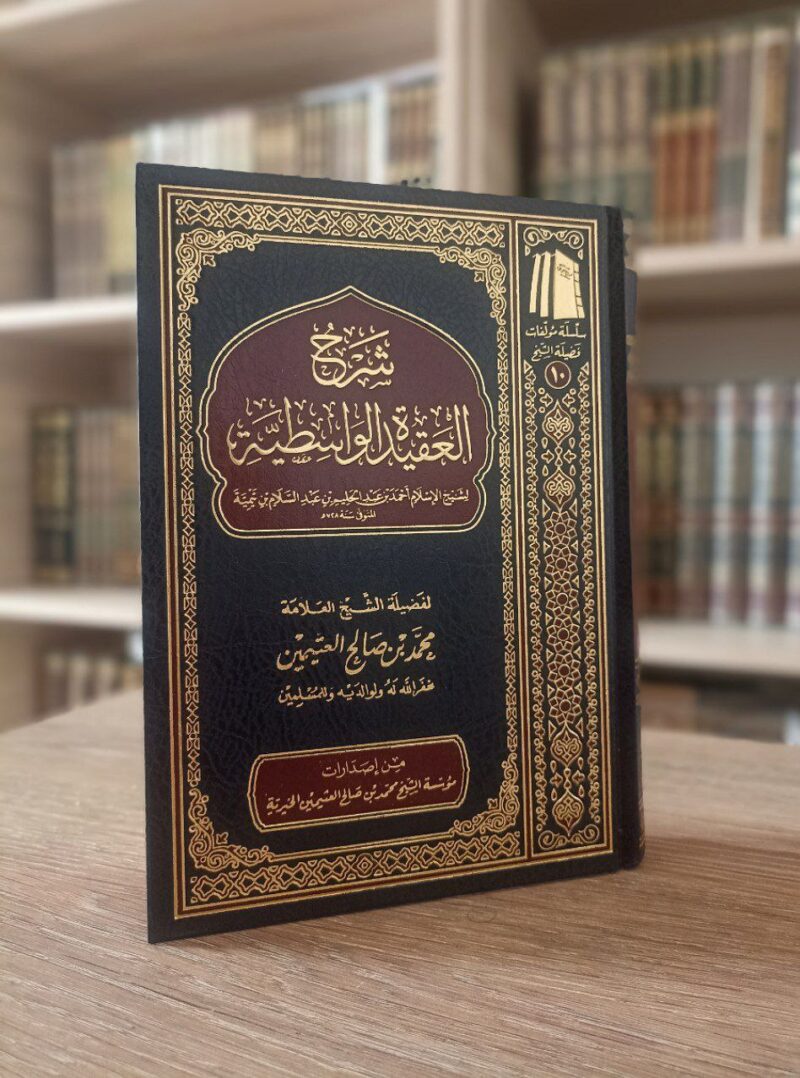 شرح
العقيدة الواسطية
لشيخ الإسلام أحمد بن عبد الحليم بن عبد السلام بن تيمية
المتوفى سنة ٧٢٨هـ
لفضيلة الشيخ العلامة
محمد بن صالح العثيمين
غفر الله له ولوالديه وللمسلمين
من إصدارات
مؤسسة الشيخ محمد بن صالح العثيمين الخيرية
سلسلة مؤلفات
فضيلة الشيخ
١٠